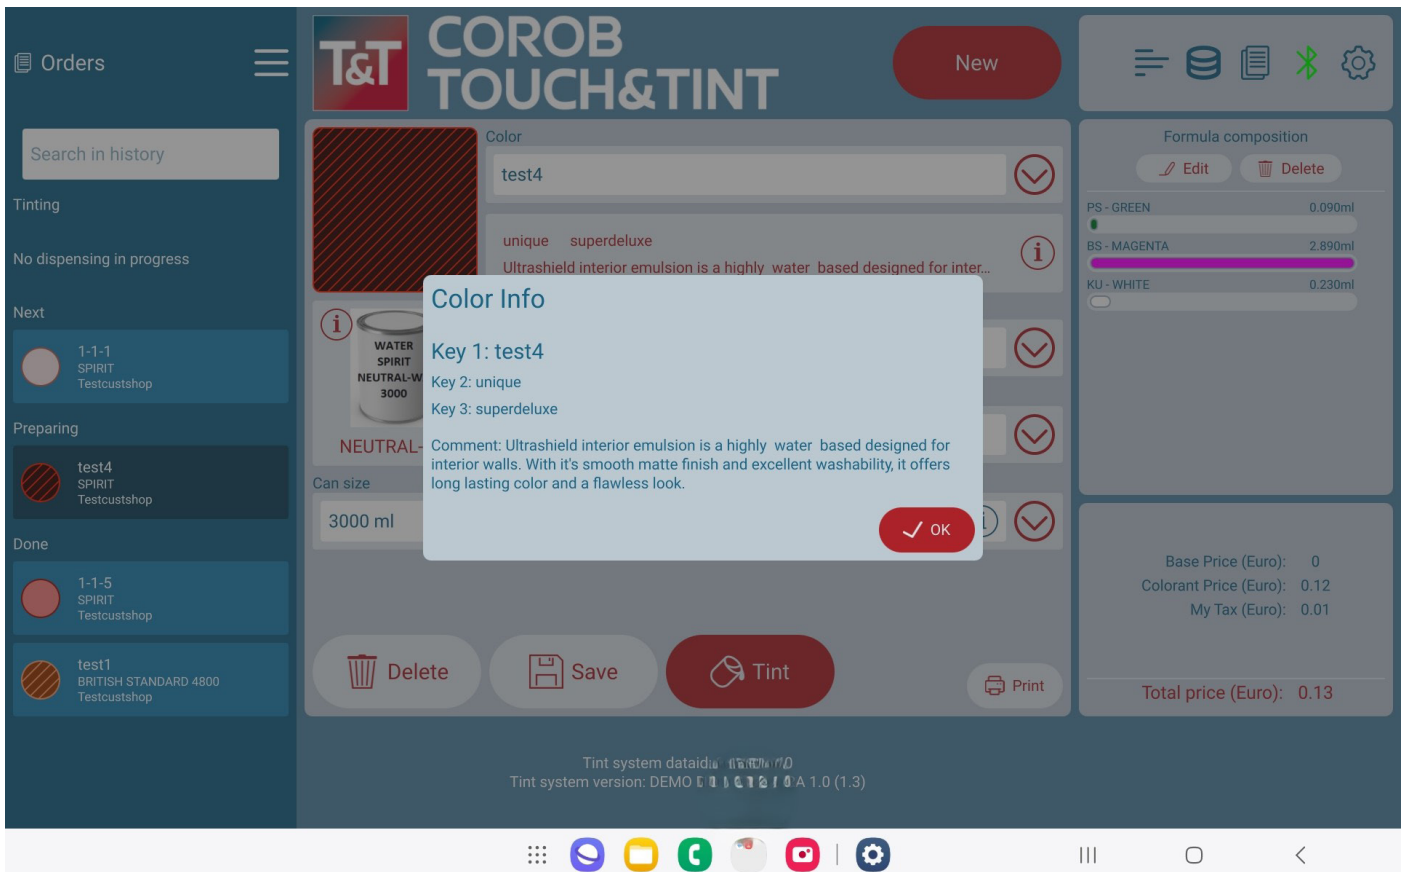 Orders
T&T
COROB
TOUCH&TINT
New
Search in history
Tinting
No dispensing in progress
Next
1-1-1
SPIRIT
Testcustshop
Preparing
test4
SPIRIT
Testcustshop
Done
1-1-5
SPIRIT
Testcustshop
test1
BRITISH STANDARD 4800
Testcustshop
Color
test4
unique superdeluxe
Ultrashield interior emulsion is a highly water based designed for inter...
WATER
SPIRIT
NEUTRAL-W
3000
NEUTRAL-
Can size
3000 ml
Color Info
Key 1: test4
Key 2: unique
Key 3: superdeluxe
Comment: Ultrashield interior emulsion is a highly water based designed for
interior walls. With it's smooth matte finish and excellent washability, it offers
long lasting color and a flawless look.
OK
Delete
Save
Tint
Print
Formula composition
Edit
Delete
PS - GREEN 0.090ml
BS - MAGENTA 2.890ml
KU - WHITE 0.230ml
Base Price (Euro): 0
Colorant Price (Euro): 0.12
My Tax (Euro): 0.01
Total price (Euro): 0.13
Tint system
Tint system version: DEMO 1.0 (1.3)